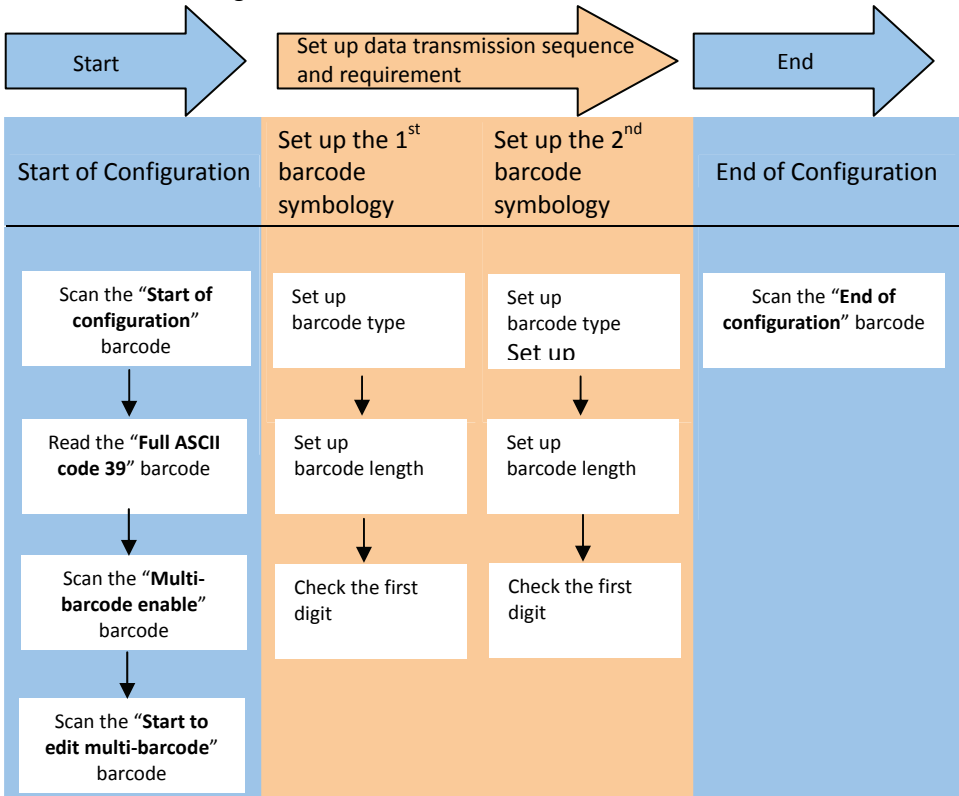 Start
Set up data transmission sequence
and requirement
End
Start of Configuration
Set up the 1st
barcode
symbology
Set up the 2nd
barcode
symbology
End of Configuration
Scan the “Start of
configuration”
barcode
Read the “Full ASCII
code 39” barcode
Scan the “Multi-
barcode enable”
barcode
Scan the “Start to
edit multi-barcode”
barcode
Set up
barcode type
Set up
barcode length
Check the first
digit
Set up
barcode type
Set up
Set up
barcode length
Check the first
digit
Scan the “End of
configuration” barcode